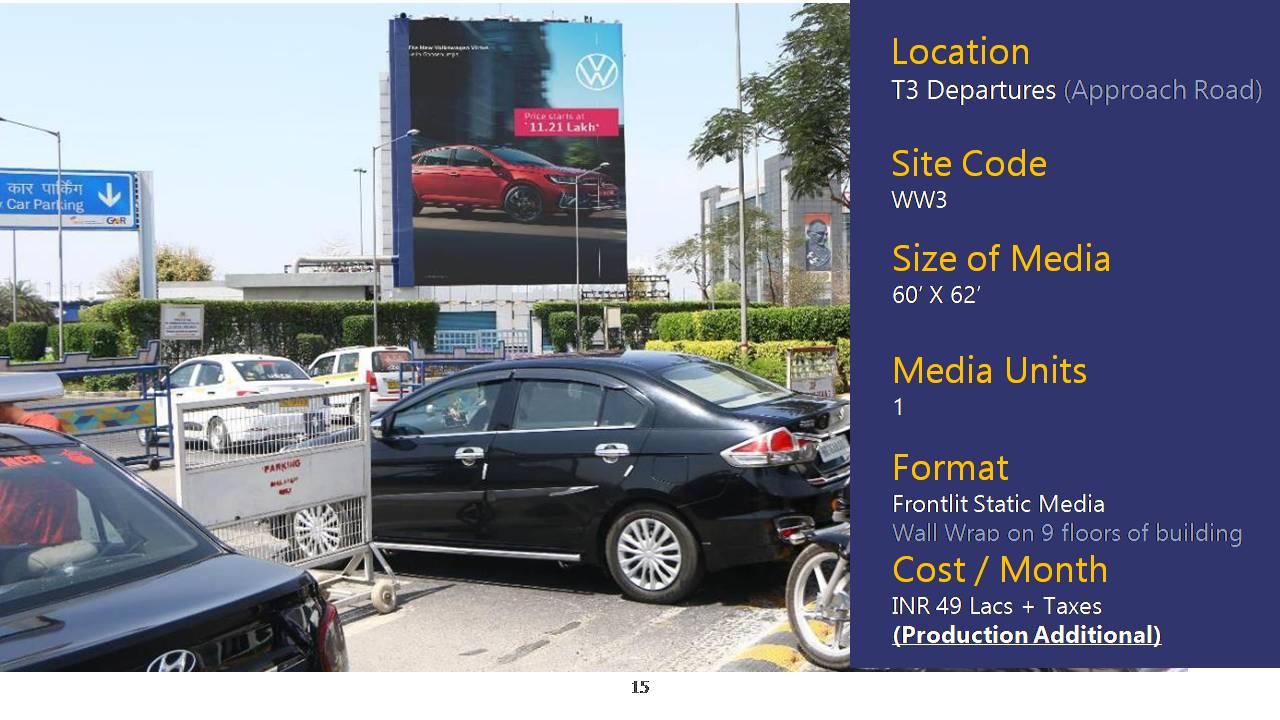 The New Volkswagen Virtus
Price starts at
`11.21 Lakh*
कार पार्किंग
Car Parking
GMR
PARKING
Location
T3 Departures (Approach Road)
Site Code
WW3
Size of Media
60’ X 62’
Media Units
1
Format
Frontlit Static Media
Wall Wrap on 9 floors of building
Cost / Month
INR 49 Lacs + Taxes
(Production Additional)
15